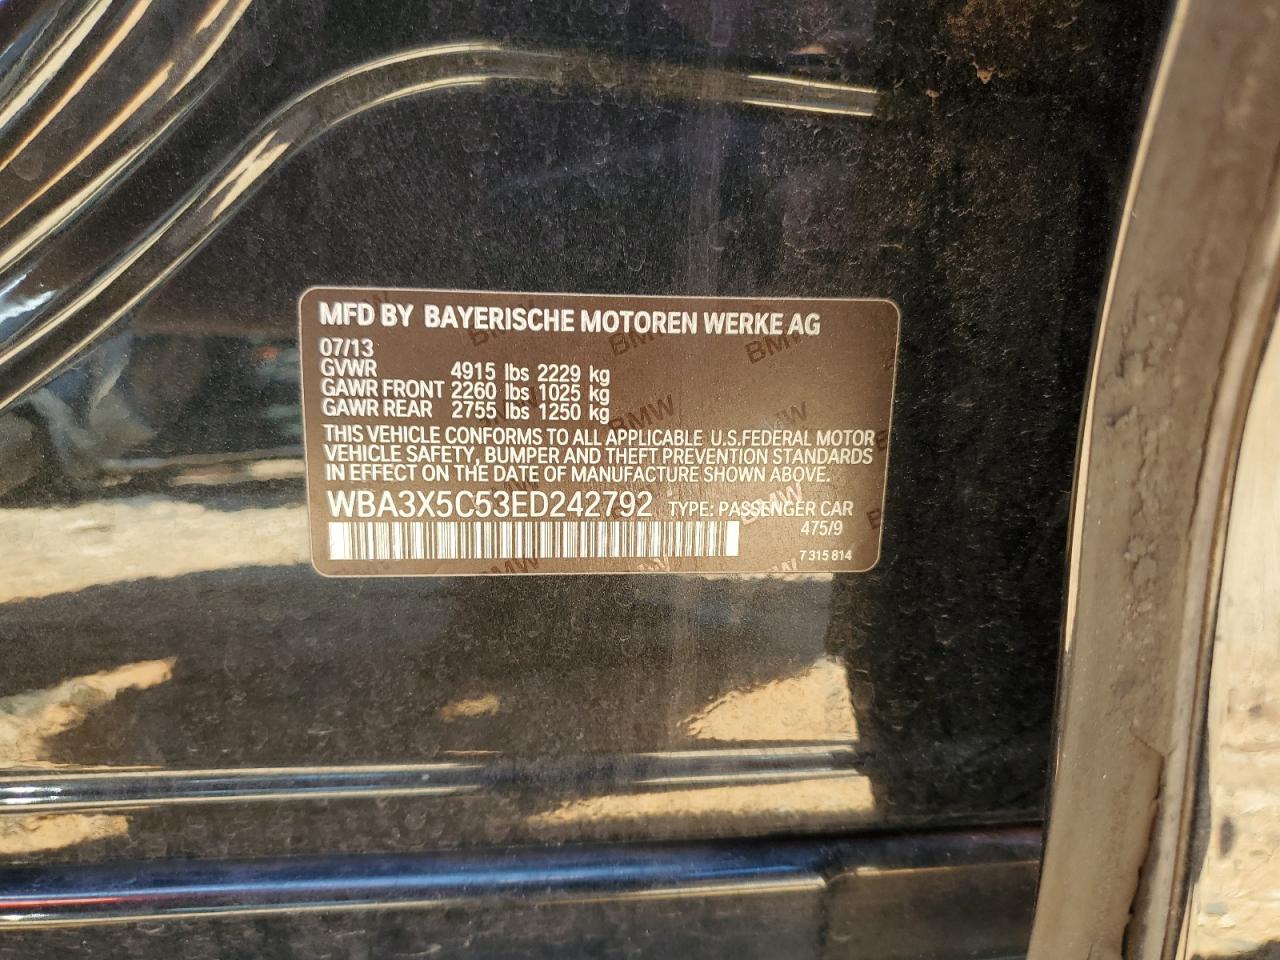 MFD BY BAYERISCHE MOTOREN WERKE AG
07/13
GVWR 4915 lbs 2229 kg
GAWR FRONT 2260 lbs 1025 kg
GAWR REAR 2755 lbs 1250 kg
THIS VEHICLE CONFORMS TO ALL APPLICABLE U.S.FEDERAL MOTOR
VEHICLE SAFETY, BUMPER AND THEFT PREVENTION STANDARDS
IN EFFECT ON THE DATE OF MANUFACTURE SHOWN ABOVE.
WBA3X5C53ED242792 TYPE: PASSENGER CAR
475/9
7 315 814